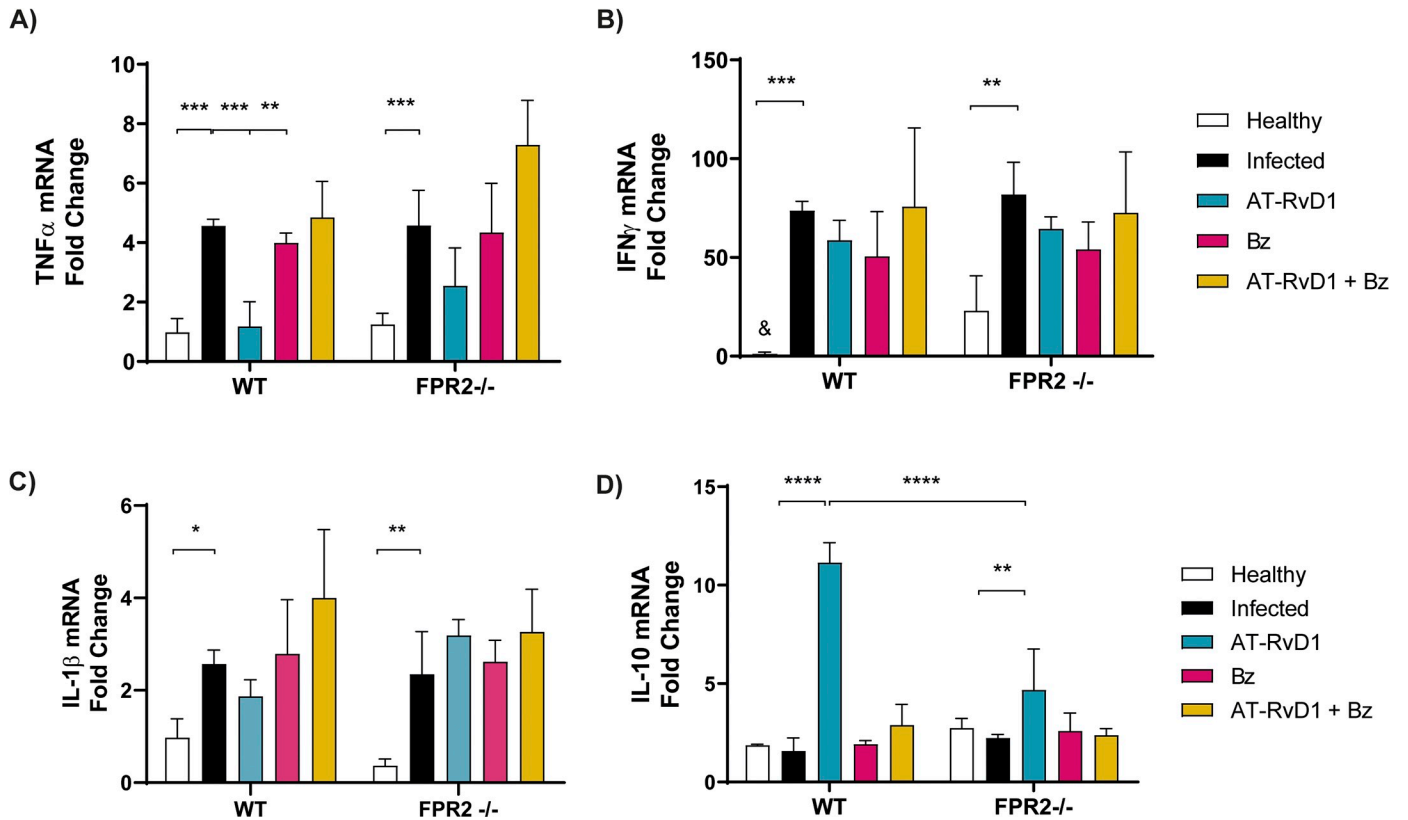 A)
TNFα mRNA
Fold Change
10
8
6
4
2
0
*** *** **
***
WT
FPR2-/-
B)
IFNγ mRNA
Fold Change
150
100
50
0
***
**
&
WT
FPR2 -/-
Healthy
Infected
AT-RvD1
Bz
AT-RvD1 + Bz
C)
IL-1β mRNA
Fold Change
6
4
2
0
*
**
WT
FPR2 -/-
D)
IL-10 mRNA
Fold Change
15
10
5
0
****
****
**
WT
FPR2-/-
Healthy
Infected
AT-RvD1
Bz
AT-RvD1 + Bz